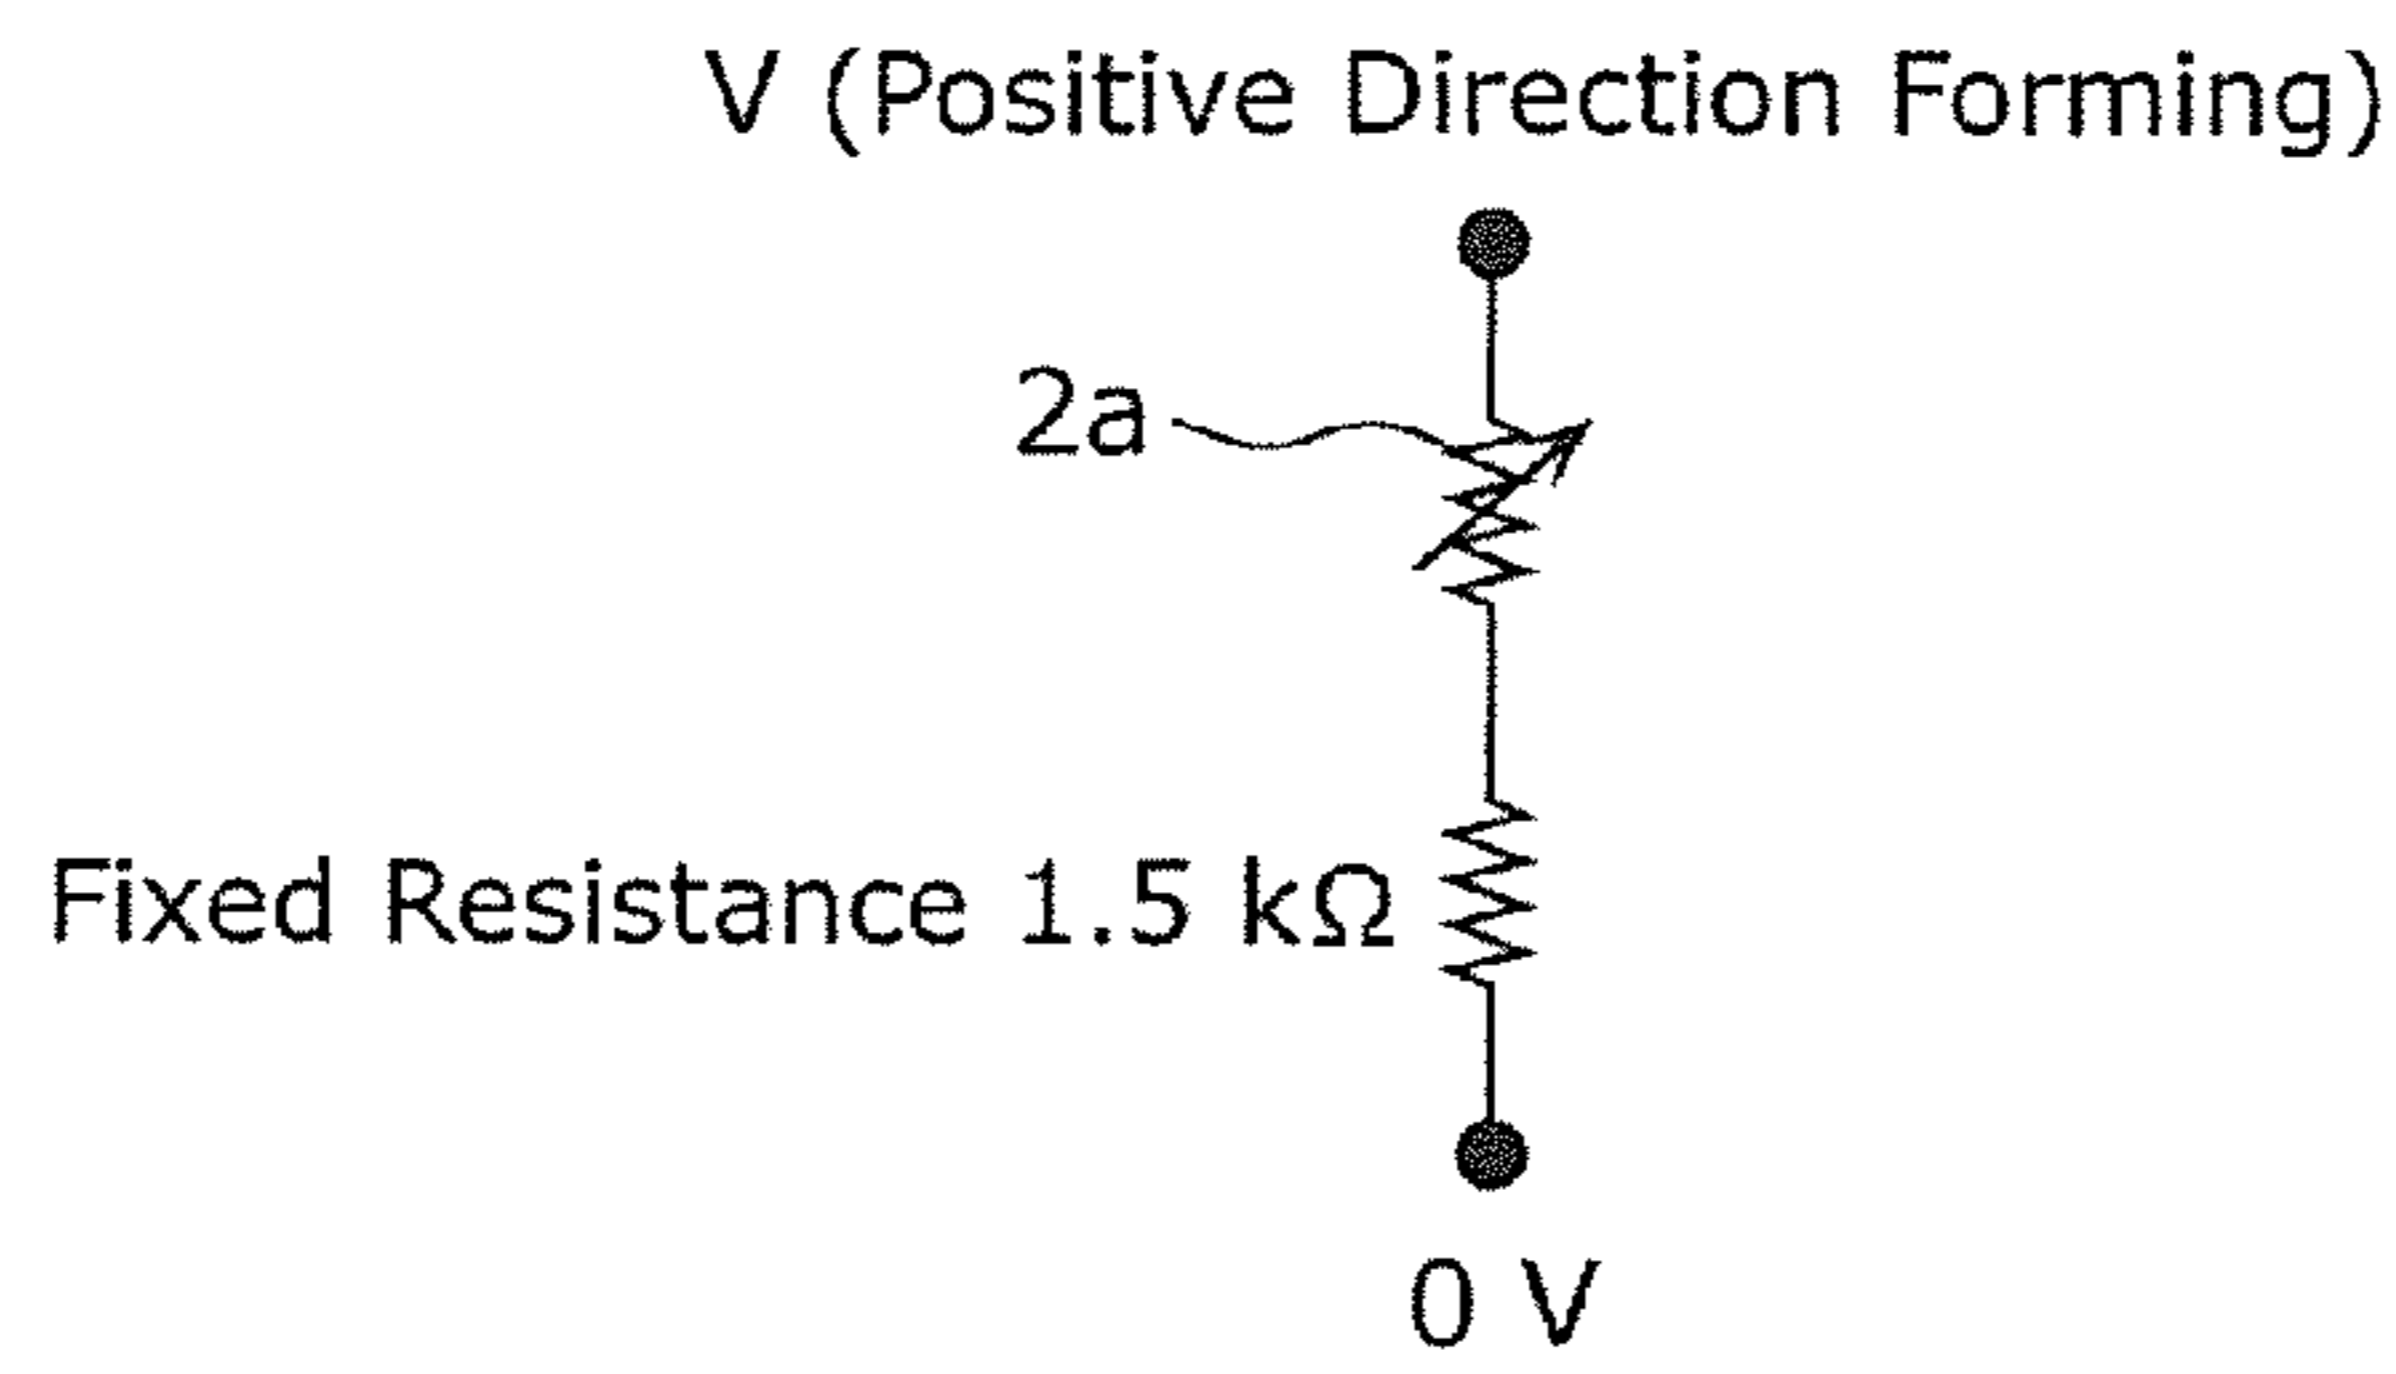 V (Positive Direction Forming)
2a
Fixed Resistance 1.5 kΩ
0 V